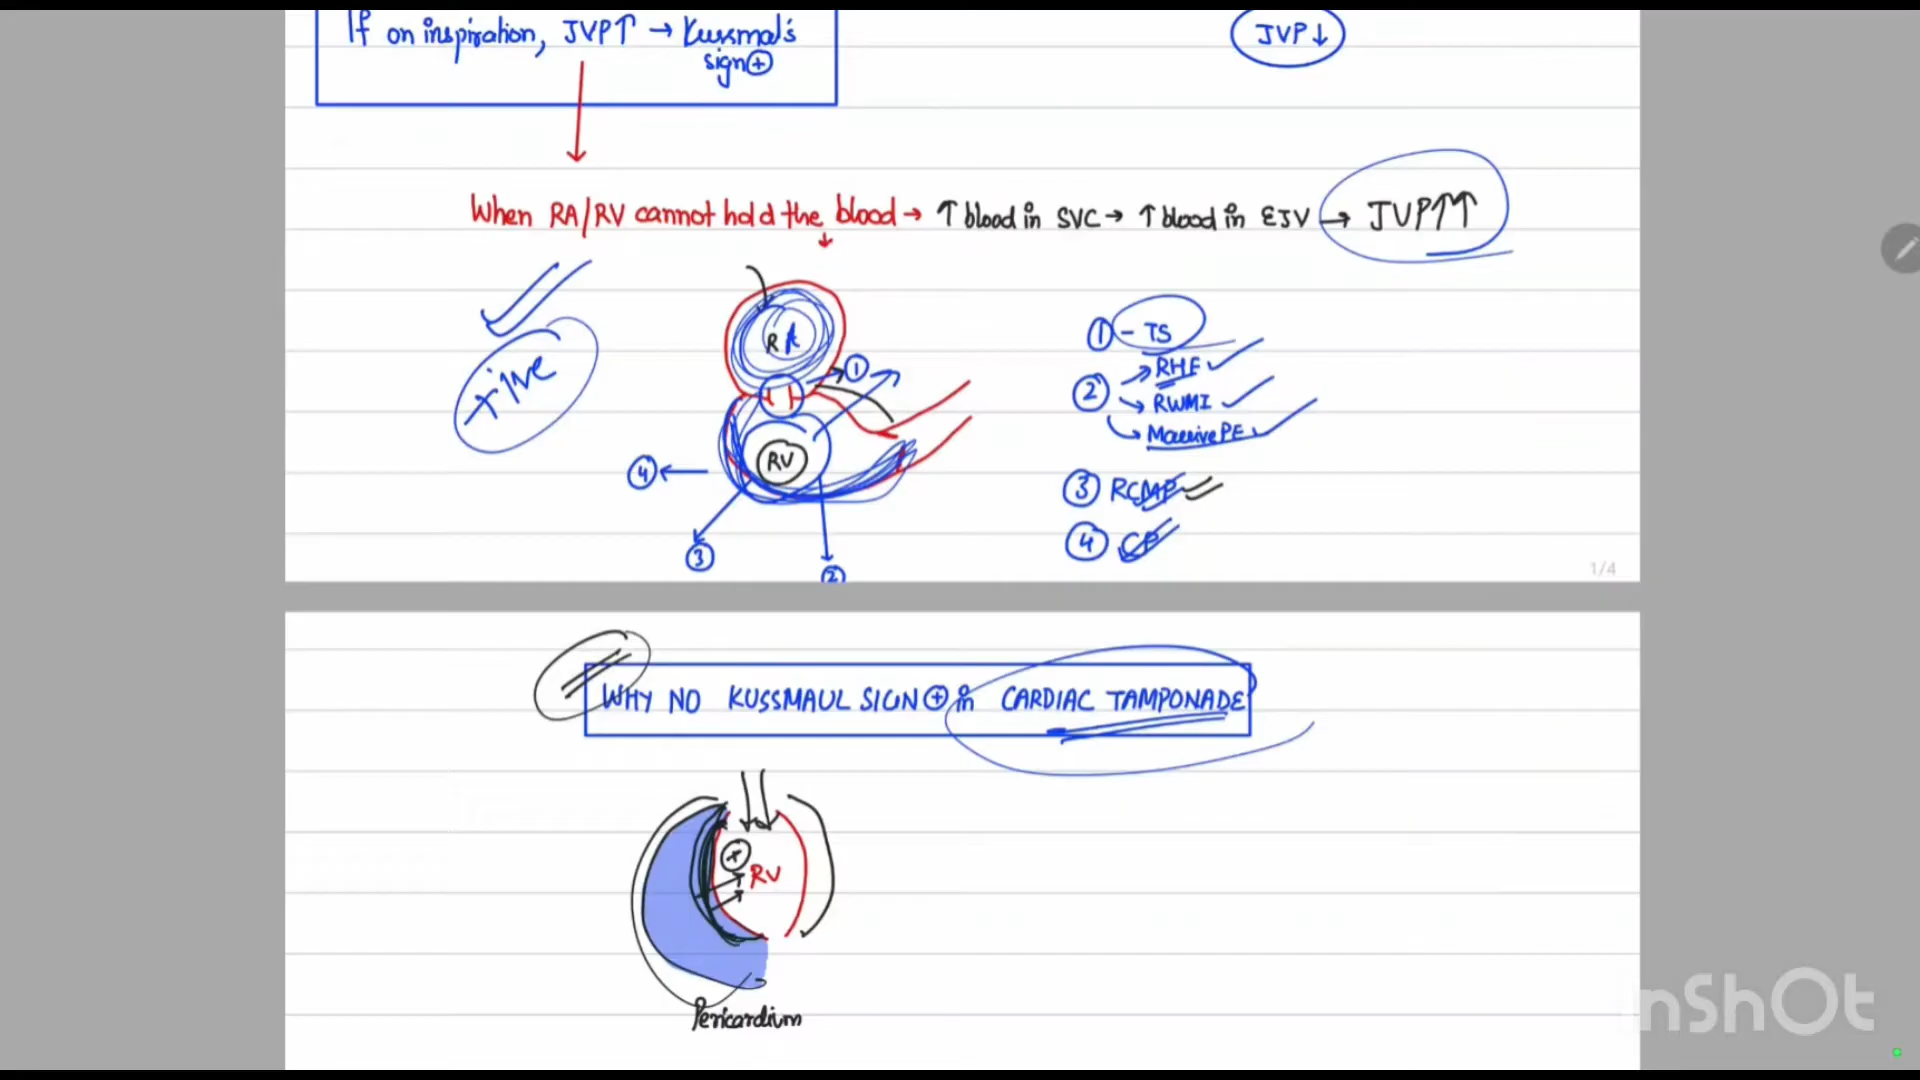 If on inspiration, JVP↑ → Kussmal's
sign⊕
JVP↓
When RA/RV cannot hold the blood → ↑ blood in SVC → ↑ blood in EJV → JVP↑↑
+ive
RA
①
RV
④
③
②
① - TS
② → RHF
→ RWMI
→ Massive PE
③ RCMP
④ CP
1/4
WHY NO KUSSMAUL SIGN ⊕ in CARDIAC TAMPONADE
RV
Pericardium
InShOt